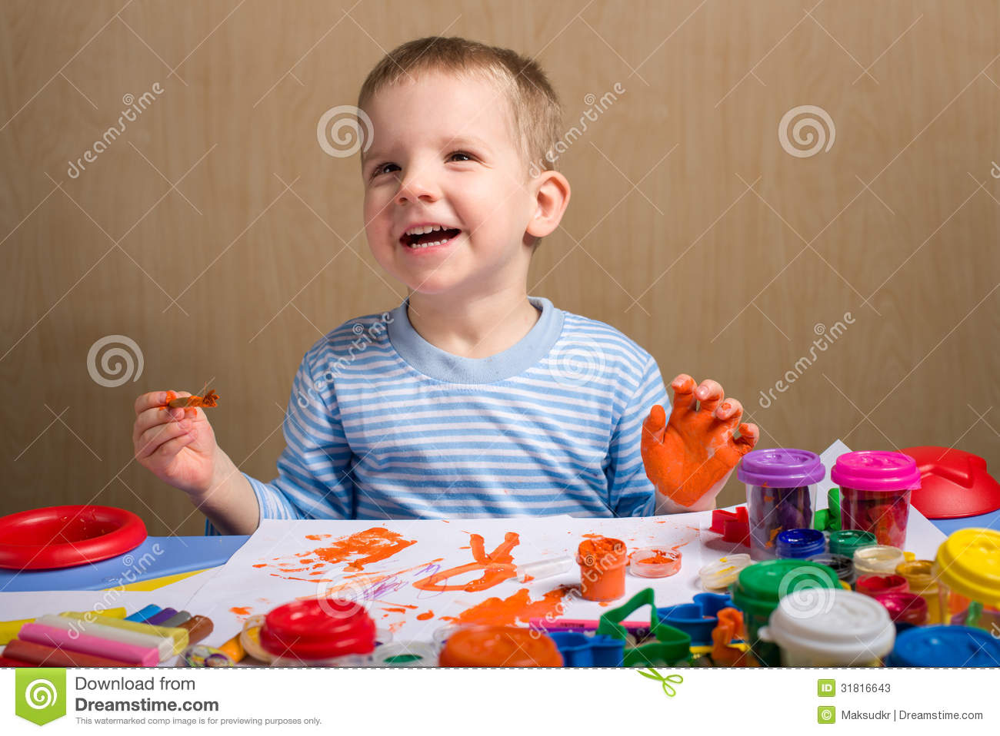 dreamstime
dreamstime
dreamstime
dreamstime
dreamstime
Download from
Dreamstime.com
This watermarked comp image is for previewing purposes only.
ID 31816643
© Maksudkr | Dreamstime.com